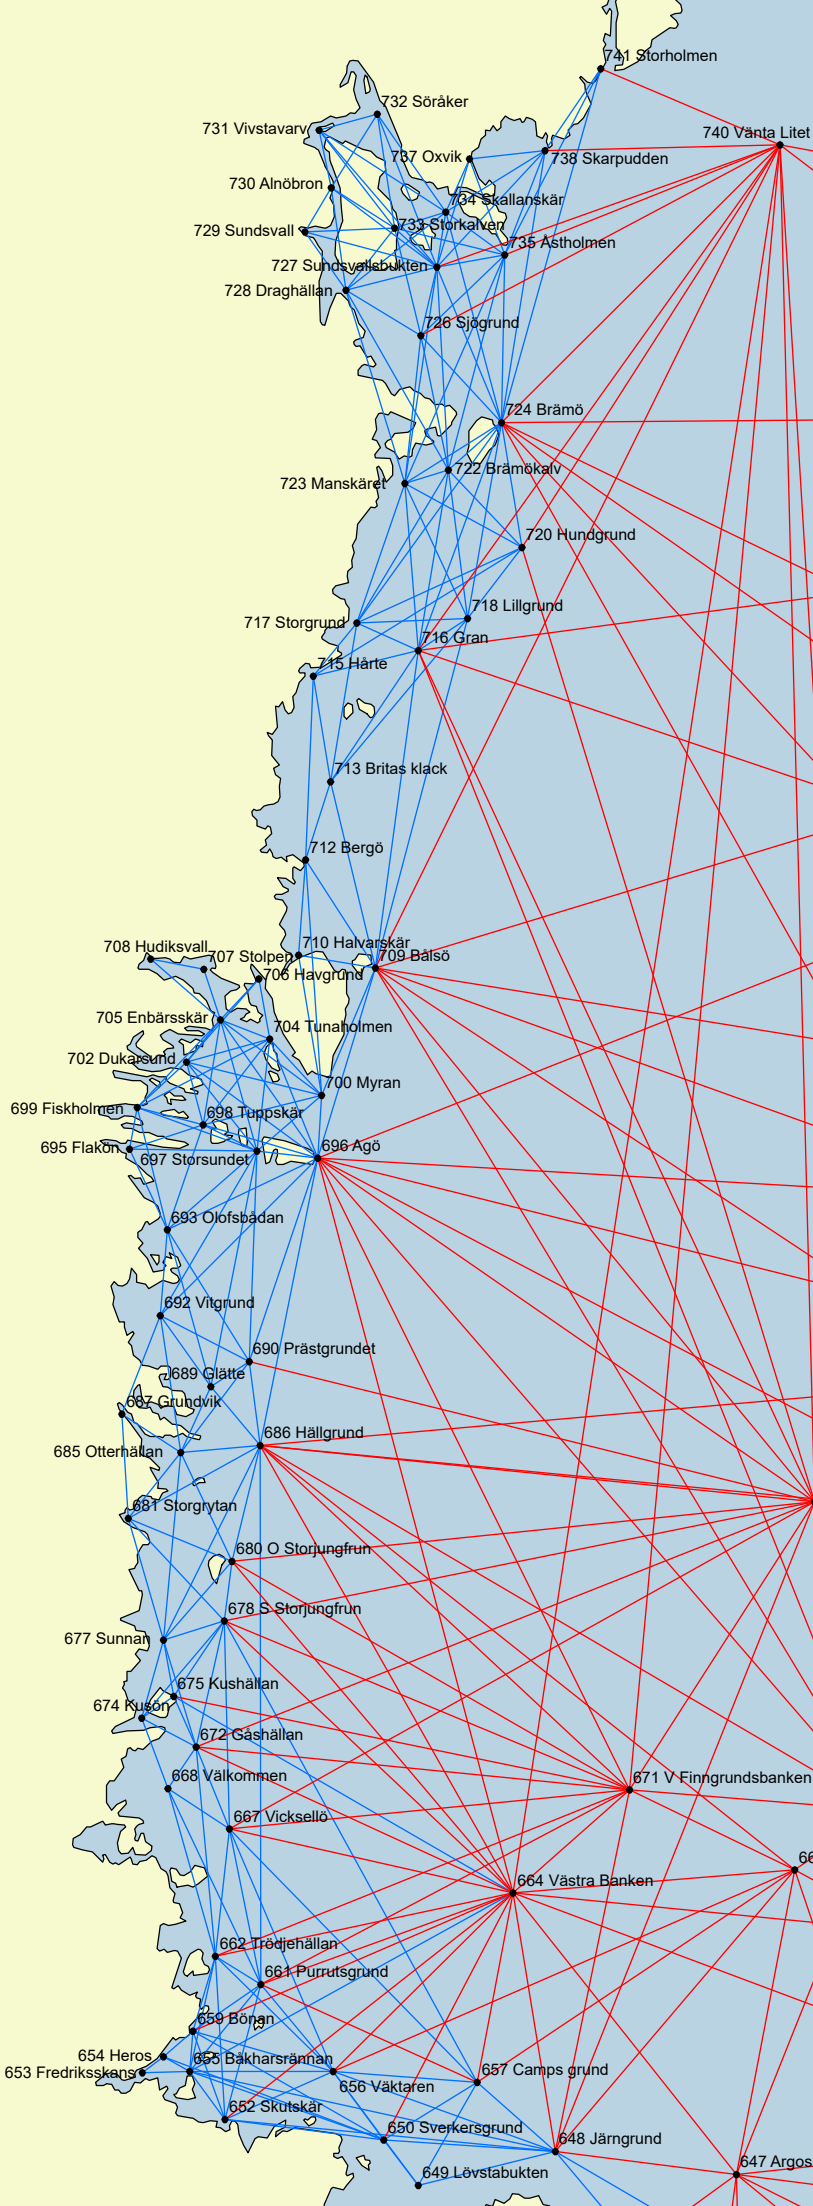 741 Storholmen
732 Söråker
731 Vivstavarv
740 Vänta Litet
737 Oxvik
738 Skarpudden
730 Alnöbron
734 Skallanskär
729 Sundsvall
733 Storkalven
735 Åstholmen
727 Sundsvallsbukten
728 Draghällan
726 Sjögrund
724 Brämö
722 Brämökalv
723 Manskäret
720 Hundgrund
718 Lillgrund
717 Storgrund
716 Gran
715 Hårte
713 Britas klack
712 Bergö
710 Halvarskär
708 Hudiksvall
707 Stolpen
709 Bålsö
706 Havgrund
705 Enbärsskär
704 Tunaholmen
702 Dukarsund
700 Myran
699 Fiskholmen
698 Tuppskär
695 Flakön
696 Agö
697 Storsundet
693 Olofsbådan
692 Vitgrund
690 Prästgrundet
689 Glätte
687 Grundvik
686 Hällgrund
685 Otterhällan
681 Storgrytan
680 O Storjungfrun
678 S Storjungfrun
677 Sunnan
675 Kushällan
674 Kusön
672 Gåshällan
668 Välkommen
671 V Finngrundsbanken
667 Vicksellö
66
664 Västra Banken
662 Trödjehällan
661 Purrutsgrund
659 Bönan
654 Heros
655 Båkharsrännan
653 Fredriksskans
657 Camps grund
656 Väktaren
652 Skutskär
650 Sverkersgrund
648 Järngrund
647 Argos
649 Lövstabukten